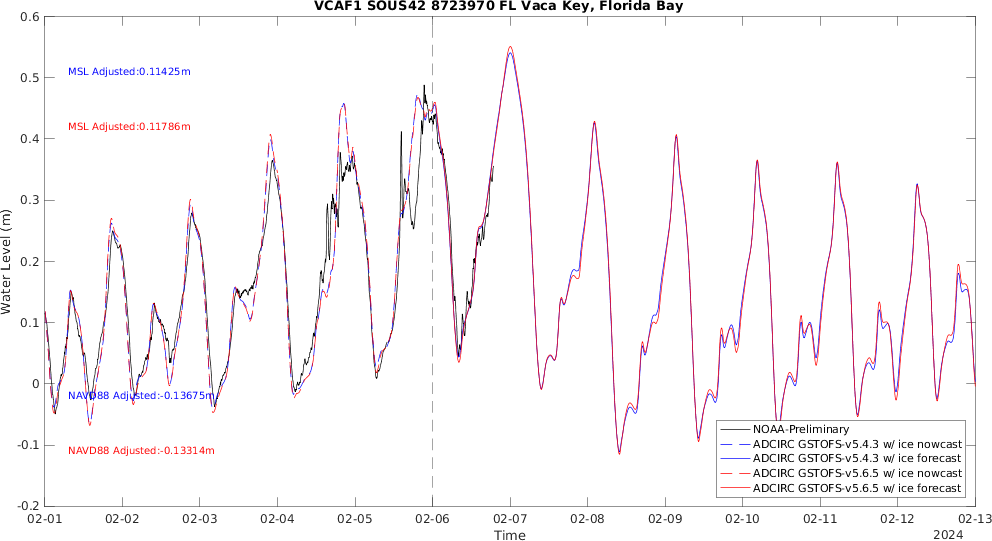 VCAF1 SOUS42 8723970 FL Vaca Key, Florida Bay
0.6
0.5
0.4
0.3
0.2
0.1
0
-0.1
-0.2
Water Level (m)
MSL Adjusted:0.11425m
MSL Adjusted:0.11786m
NAVD88 Adjusted:-0.13675m
NAVD88 Adjusted:-0.13314m
NOAA-Preliminary
ADCIRC GSTOFS-v5.4.3 w/ ice nowcast
ADCIRC GSTOFS-v5.4.3 w/ ice forecast
ADCIRC GSTOFS-v5.6.5 w/ ice nowcast
ADCIRC GSTOFS-v5.6.5 w/ ice forecast
02-01 02-02 02-03 02-04 02-05 02-06 02-07 02-08 02-09 02-10 02-11 02-12 02-13
Time
2024